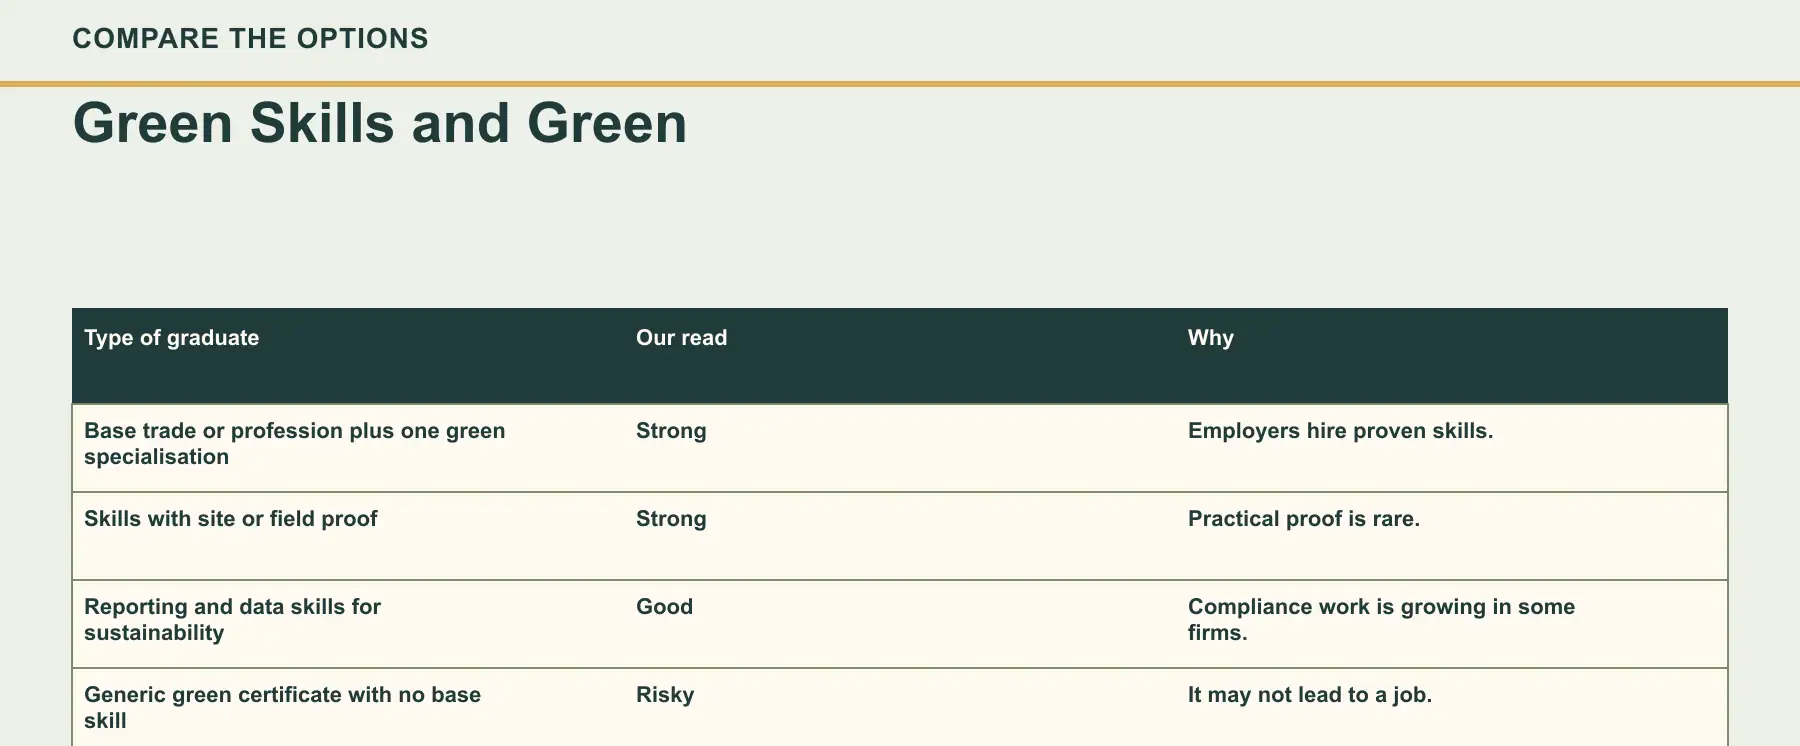 COMPARE THE OPTIONS
Green Skills and Green
Type of graduate Our read Why
Base trade or profession plus one green
specialisation
Strong
Employers hire proven skills.
Skills with site or field proof
Strong
Practical proof is rare.
Reporting and data skills for
sustainability
Good
Compliance work is growing in some
firms.
Generic green certificate with no base
skill
Risky
It may not lead to a job.